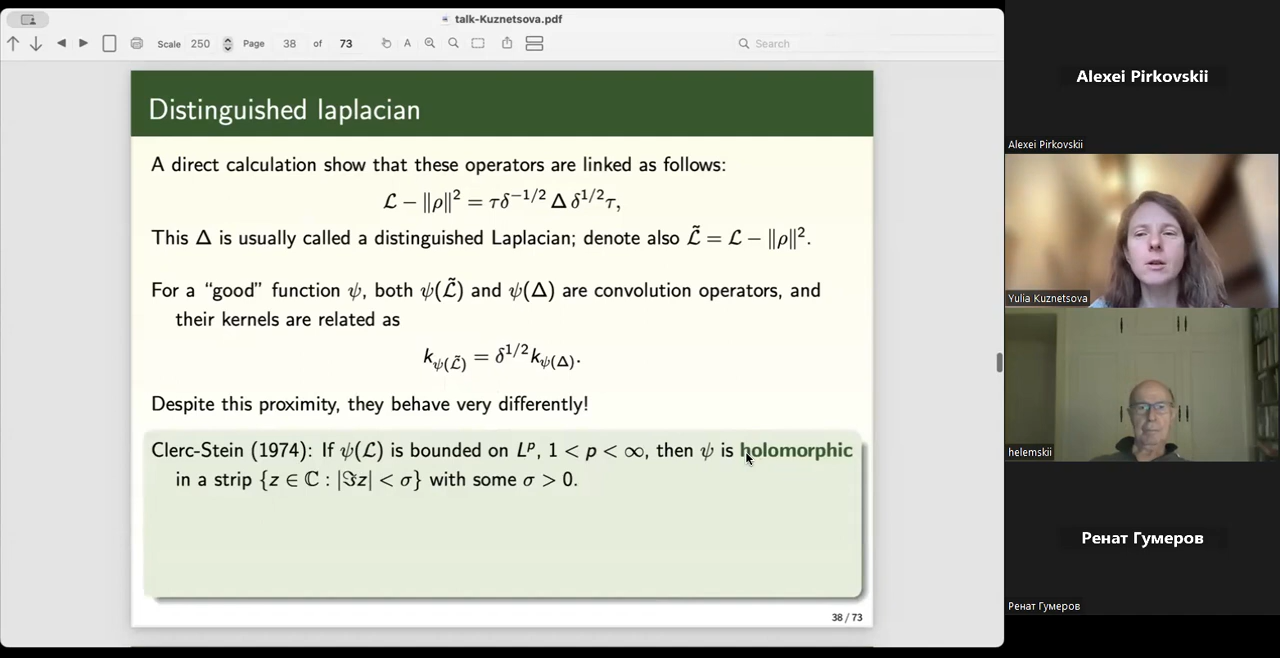 talk-Kuznetsova.pdf
Scale 250 Page 38 of 73 A Search
Distinguished laplacian
A direct calculation show that these operators are linked as follows:
ℒ − ‖ρ‖² = τδ^{−1/2} Δ δ^{1/2}τ,
This Δ is usually called a distinguished Laplacian; denote also ℒ̃ = ℒ − ‖ρ‖².
For a “good” function ψ, both ψ(ℒ̃) and ψ(Δ) are convolution operators, and
their kernels are related as
k_{ψ(ℒ̃)} = δ^{1/2}k_{ψ(Δ)}.
Despite this proximity, they behave very differently!
Clerc-Stein (1974): If ψ(ℒ) is bounded on L^p, 1 < p < ∞, then ψ is holomorphic
in a strip {z ∈ ℂ : |ℑz| < σ} with some σ > 0.
38 / 73
Alexei Pirkovskii
Alexei Pirkovskii
Yulia Kuznetsova
helemskii
Ренат Гумеров
Ренат Гумеров